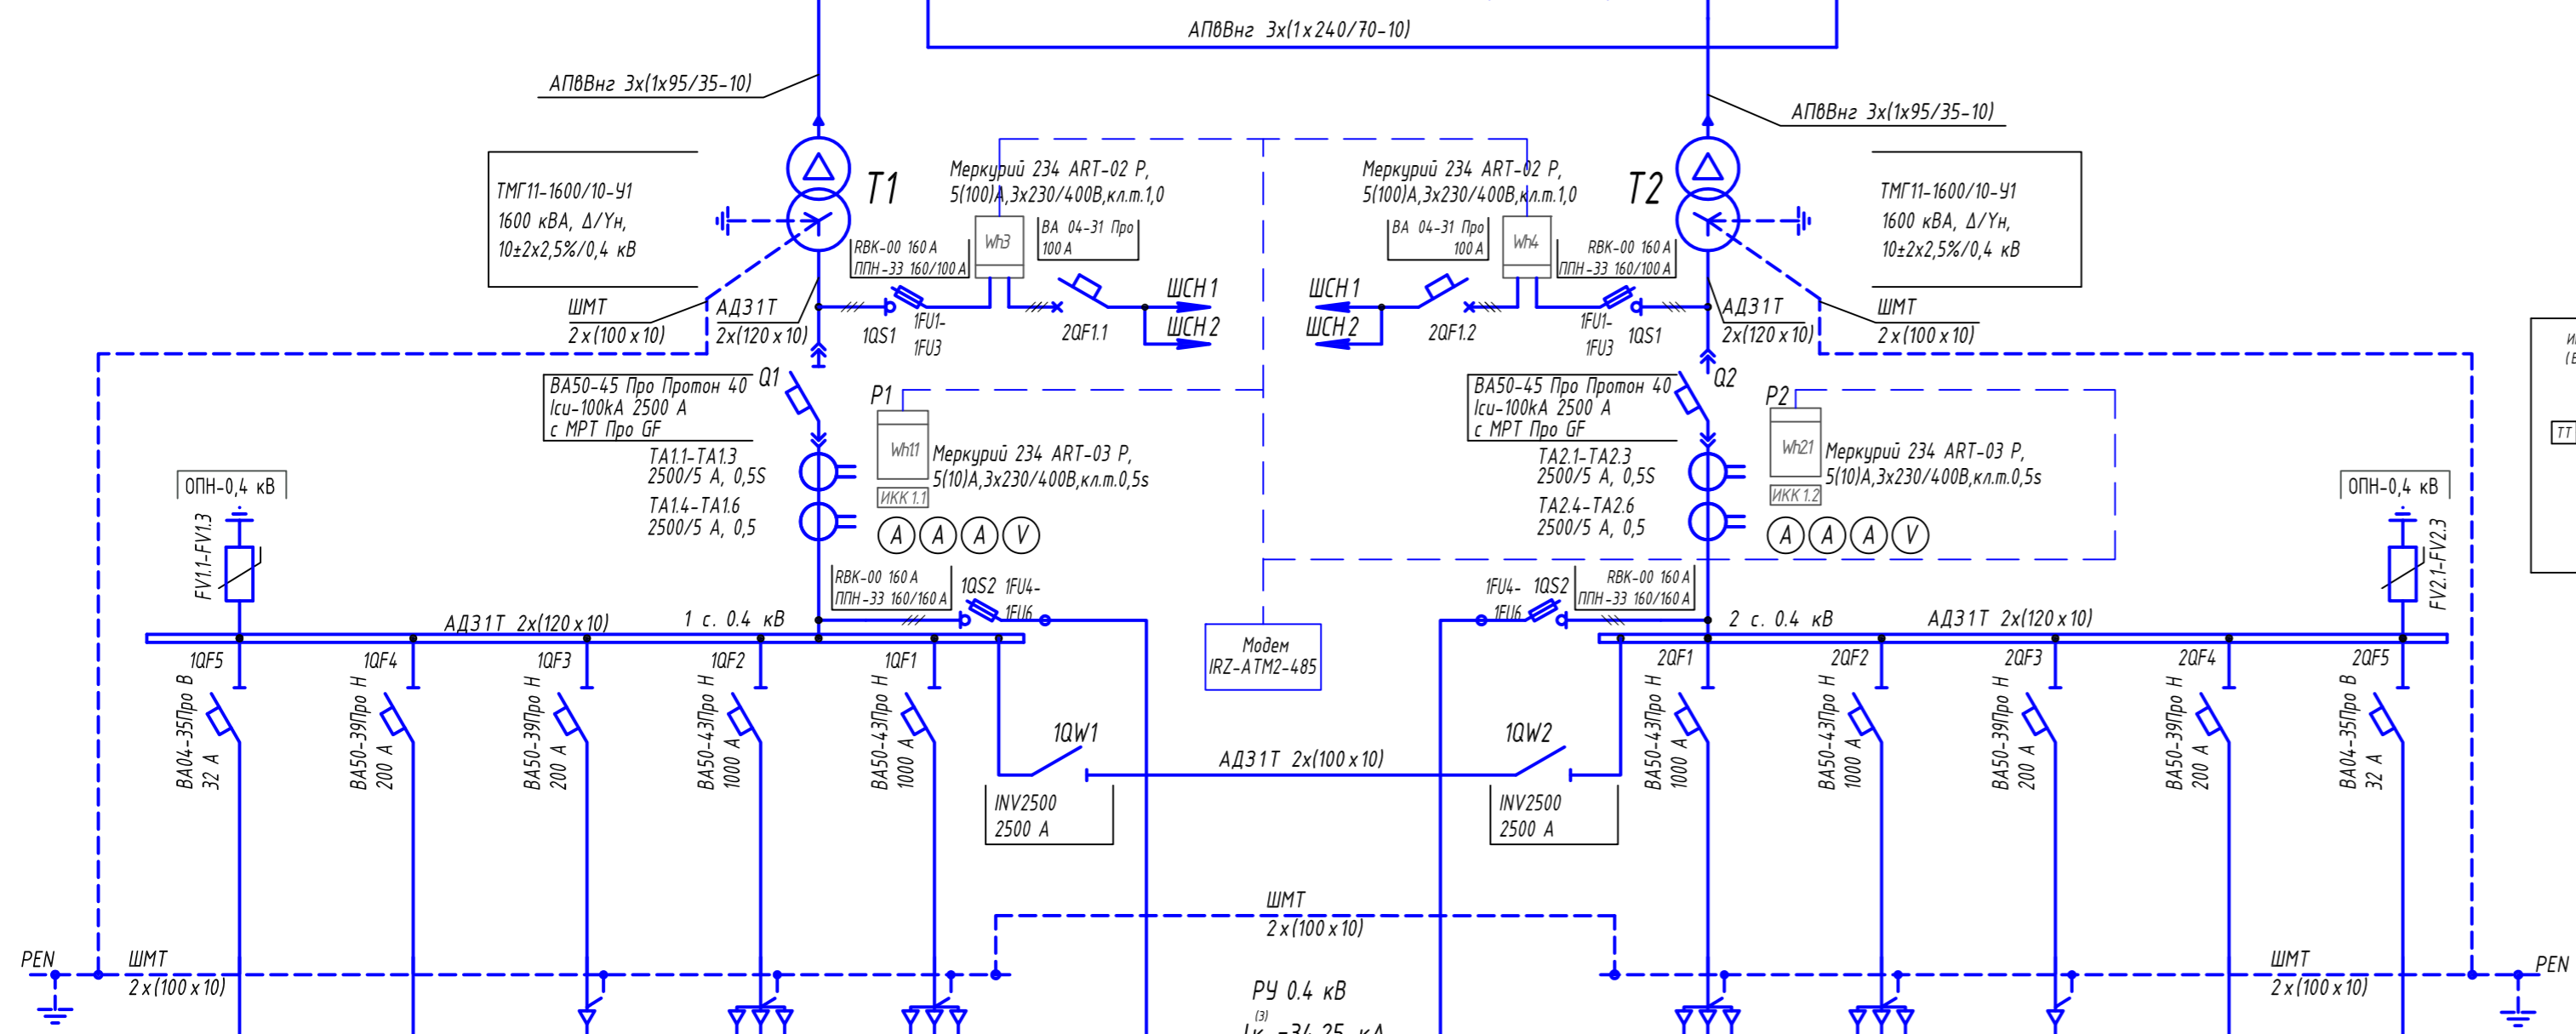 АПвВнг 3х(1х240/70-10)
АПвВнг 3х(1х95/35-10)
АПвВнг 3х(1х95/35-10)
ТМГ11-1600/10-У1
1600 кВА, Δ/Yн,
10±2х2,5%/0,4 кВ
Т1
Меркурий 234 ART-02 P,
5(100)А,3х230/400В,кл.т.1,0
RBK-00 160 А
ППН-33 160/100 А
Wh3
ВА 04-31 Про
100 А
Меркурий 234 ART-02 P,
5(100)А,3х230/400В,кл.т.1,0
ВА 04-31 Про
100 А
Wh4
RBK-00 160 А
ППН-33 160/100 А
Т2
ТМГ11-1600/10-У1
1600 кВА, Δ/Yн,
10±2х2,5%/0,4 кВ
ШМТ
2х(100х10)
АД31Т
2х(120х10)
1QS1
1FU1-
1FU3
2QF1.1
ШСН 1
ШСН 2
ШСН 1
ШСН 2
2QF1.2
1FU1-
1FU3
1QS1
АД31Т
2х(120х10)
ШМТ
2х(100х10)
ВА50-45 Про Протон 40
Icu-100kA 2500 А
с МРТ Про GF
Q1
P1
Wh1.1
ИКК 1.1
Меркурий 234 ART-03 P,
5(10)А,3х230/400В,кл.т.0,5s
ТА1.1-ТА1.3
2500/5 А, 0,5S
ТА1.4-ТА1.6
2500/5 А, 0,5
A A A V
ВА50-45 Про Протон 40
Icu-100kA 2500 А
с МРТ Про GF
Q2
P2
Wh2.1
ИКК 1.2
Меркурий 234 ART-03 P,
5(10)А,3х230/400В,кл.т.0,5s
ТА2.1-ТА2.3
2500/5 А, 0,5S
ТА2.4-ТА2.6
2500/5 А, 0,5
A A A V
ТТ
ОПН-0,4 кВ
FV1.1-FV1.3
ОПН-0,4 кВ
FV2.1-FV2.3
RBK-00 160 А
ППН-33 160/160 А
1QS2
1FU4-
1FU6
1FU4-
1FU6
1QS2
RBK-00 160 А
ППН-33 160/160 А
АД31Т 2х(120х10)
1 с. 0.4 кВ
Модем
IRZ-ATM2-485
2 с. 0.4 кВ
АД31Т 2х(120х10)
1QF5
ВА04-35Про В
32 А
1QF4
ВА50-39Про Н
200 А
1QF3
ВА50-39Про Н
200 А
1QF2
ВА50-43Про Н
1000 А
1QF1
ВА50-43Про Н
1000 А
2QF1
ВА50-43Про Н
1000 А
2QF2
ВА50-43Про Н
1000 А
2QF3
ВА50-39Про Н
200 А
2QF4
ВА50-39Про Н
200 А
2QF5
ВА04-35Про В
32 А
1QW1
АД31Т 2х(100х10)
1QW2
INV2500
2500 А
INV2500
2500 А
ШМТ
2х(100х10)
PEN
ШМТ
2х(100х10)
ШМТ
2х(100х10)
PEN
РУ 0.4 кВ
(3)
Iк =34,25 кА